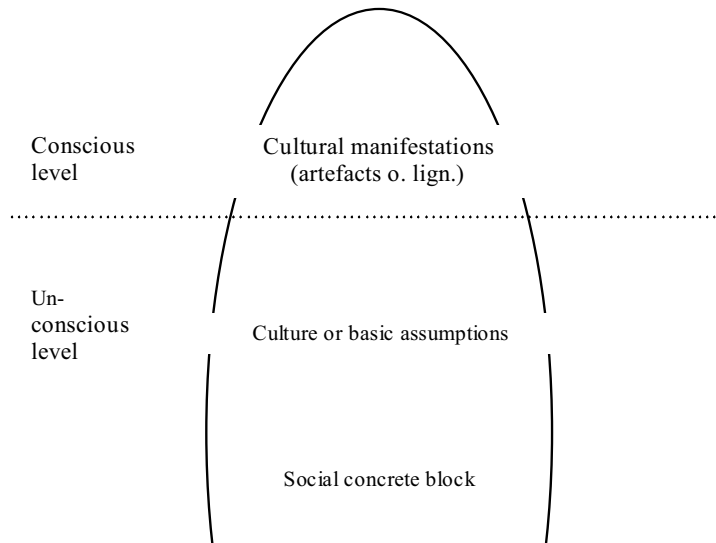 Conscious
level
Cultural manifestations
(artefacts o. lign.)
Un-
conscious
level
Culture or basic assumptions
Social concrete block